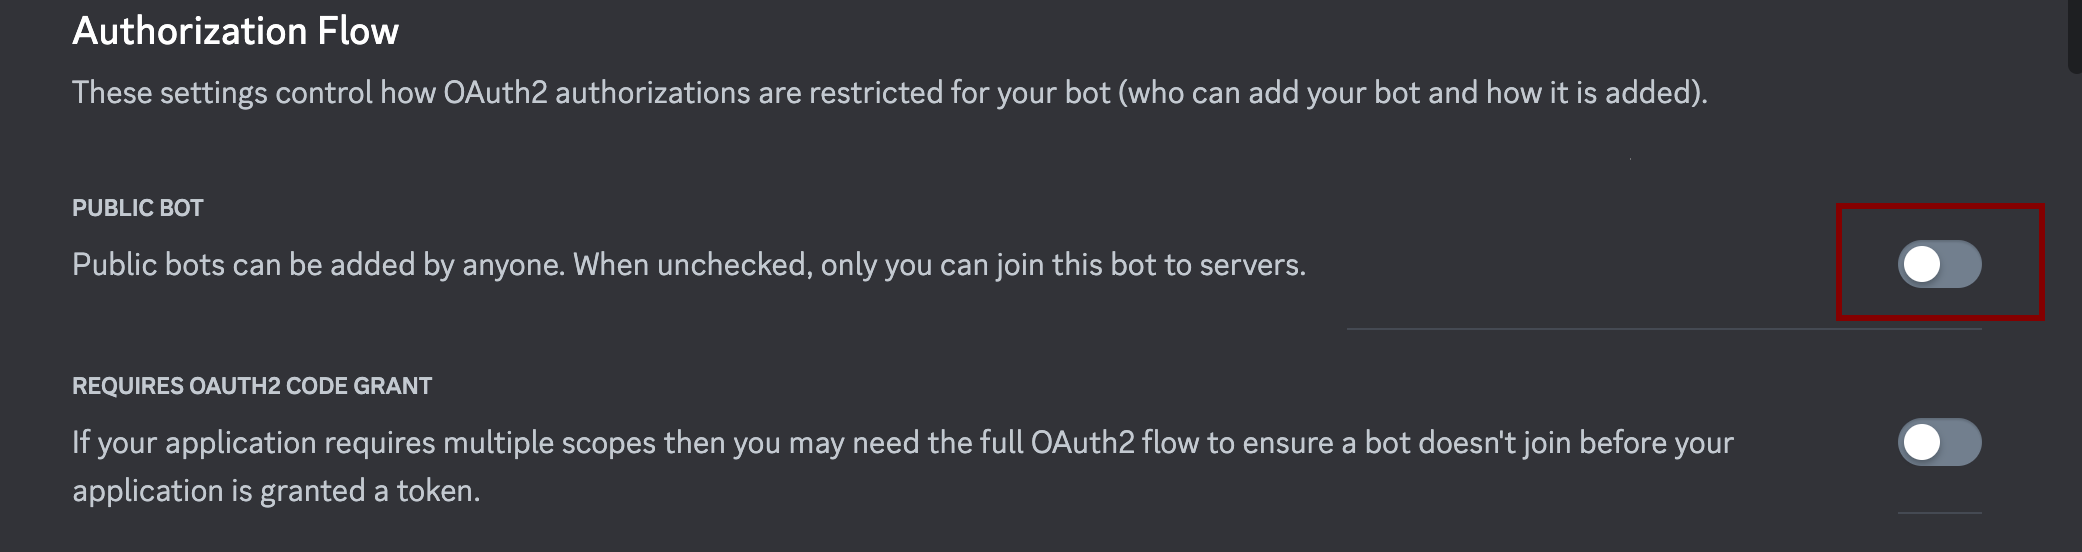 Authorization Flow
These settings control how OAuth2 authorizations are restricted for your bot (who can add your bot and how it is added).
PUBLIC BOT
Public bots can be added by anyone. When unchecked, only you can join this bot to servers.
REQUIRES OAUTH2 CODE GRANT
If your application requires multiple scopes then you may need the full OAuth2 flow to ensure a bot doesn't join before your
application is granted a token.